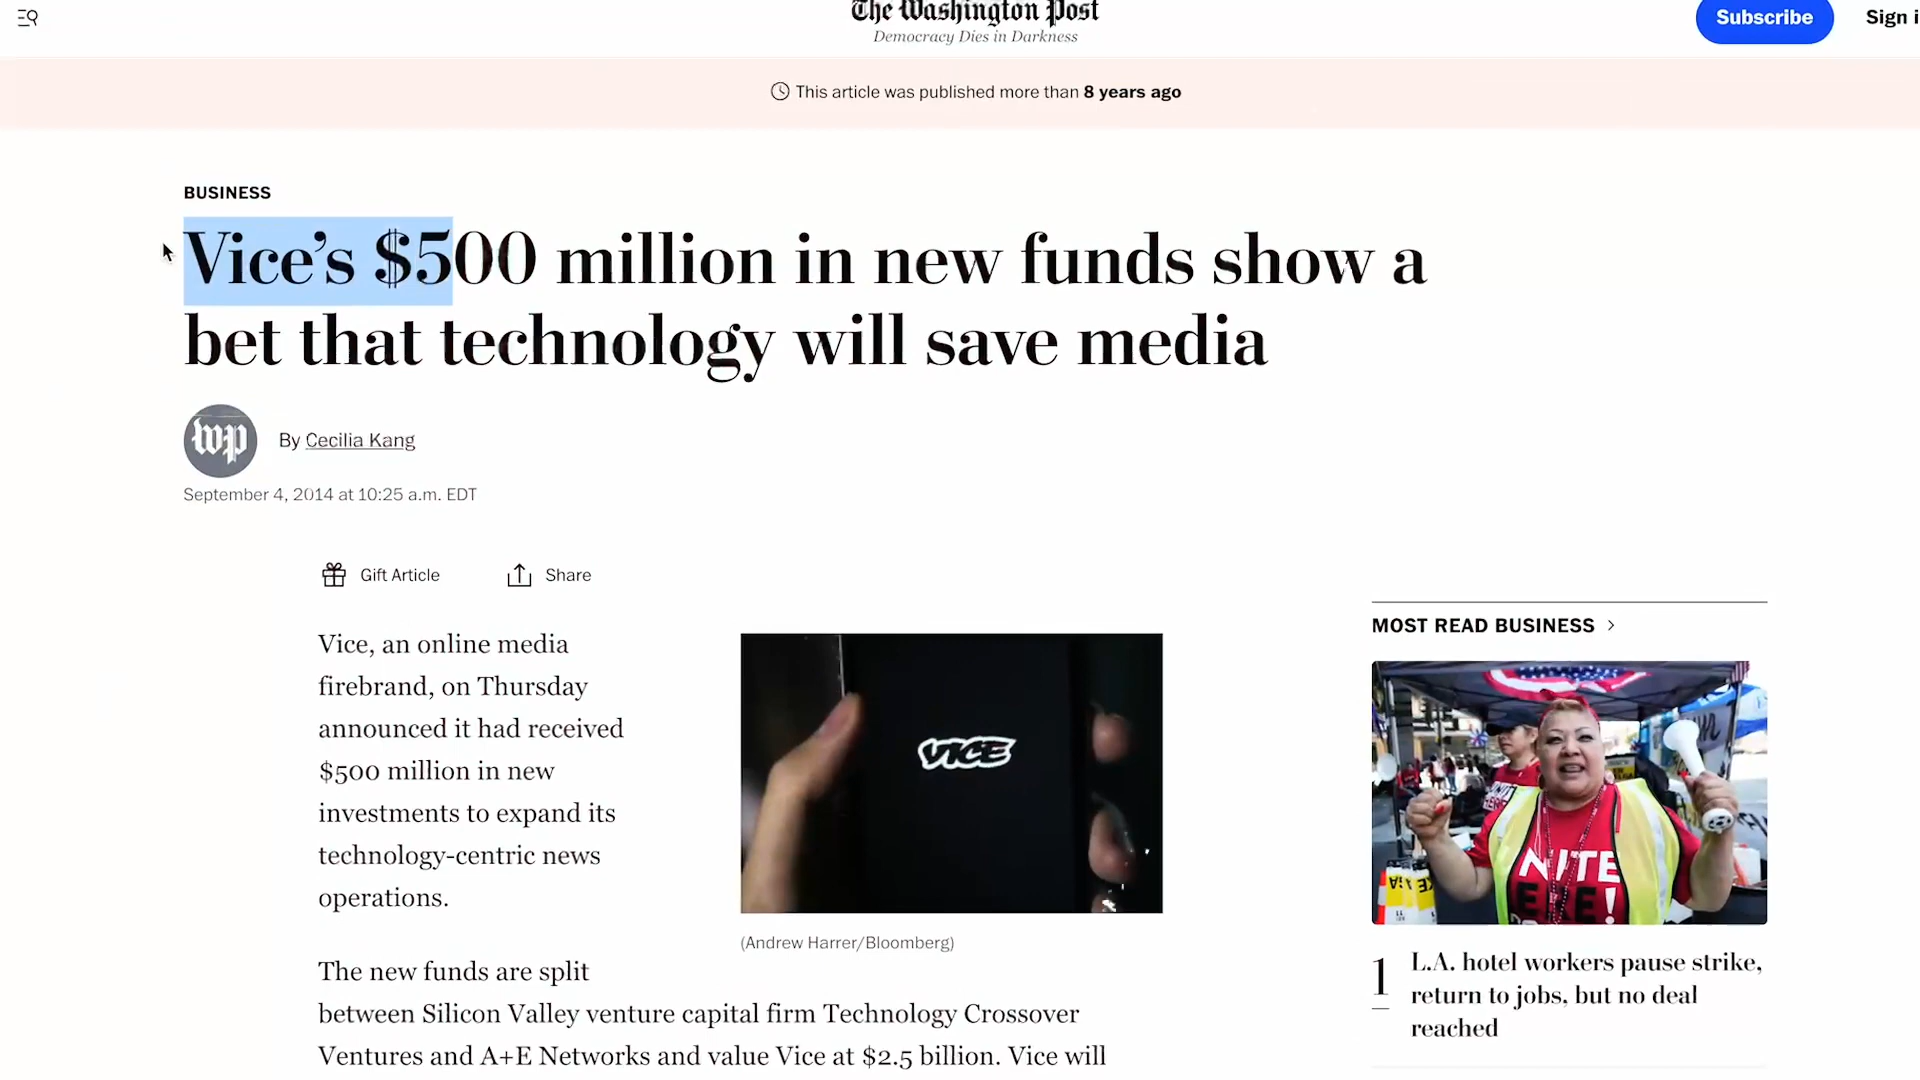 The Washington Post
Democracy Dies in Darkness
Subscribe
Sign i
This article was published more than 8 years ago
BUSINESS
Vice's $500 million in new funds show a
bet that technology will save media
wp
By Cecilia Kang
September 4, 2014 at 10:25 a.m. EDT
Gift Article
Share
Vice, an online media
firebrand, on Thursday
announced it had received
$500 million in new
investments to expand its
technology-centric news
operations.
VICE
(Andrew Harrer/Bloomberg)
The new funds are split
between Silicon Valley venture capital firm Technology Crossover
Ventures and A+E Networks and value Vice at $2.5 billion. Vice will
MOST READ BUSINESS >
NITE
1
L.A. hotel workers pause strike,
return to jobs, but no deal
reached